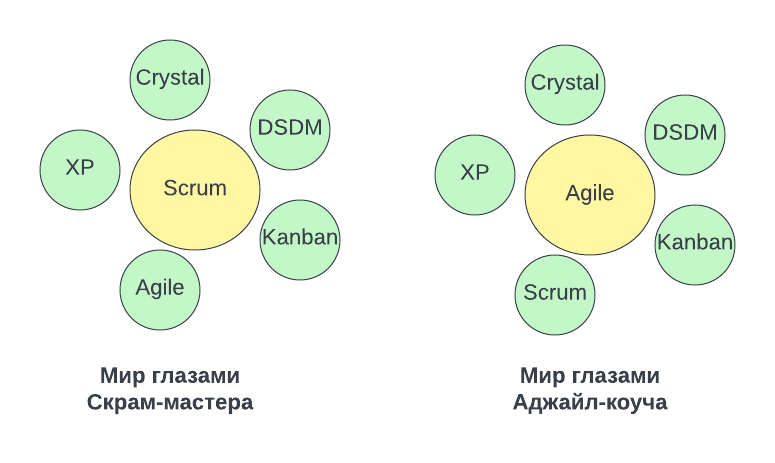 Crystal
DSDM
XP
Scrum
Kanban
Agile
Мир глазами
Скрам-мастера
Crystal
DSDM
XP
Agile
Kanban
Scrum
Мир глазами
Аджайл-коуча